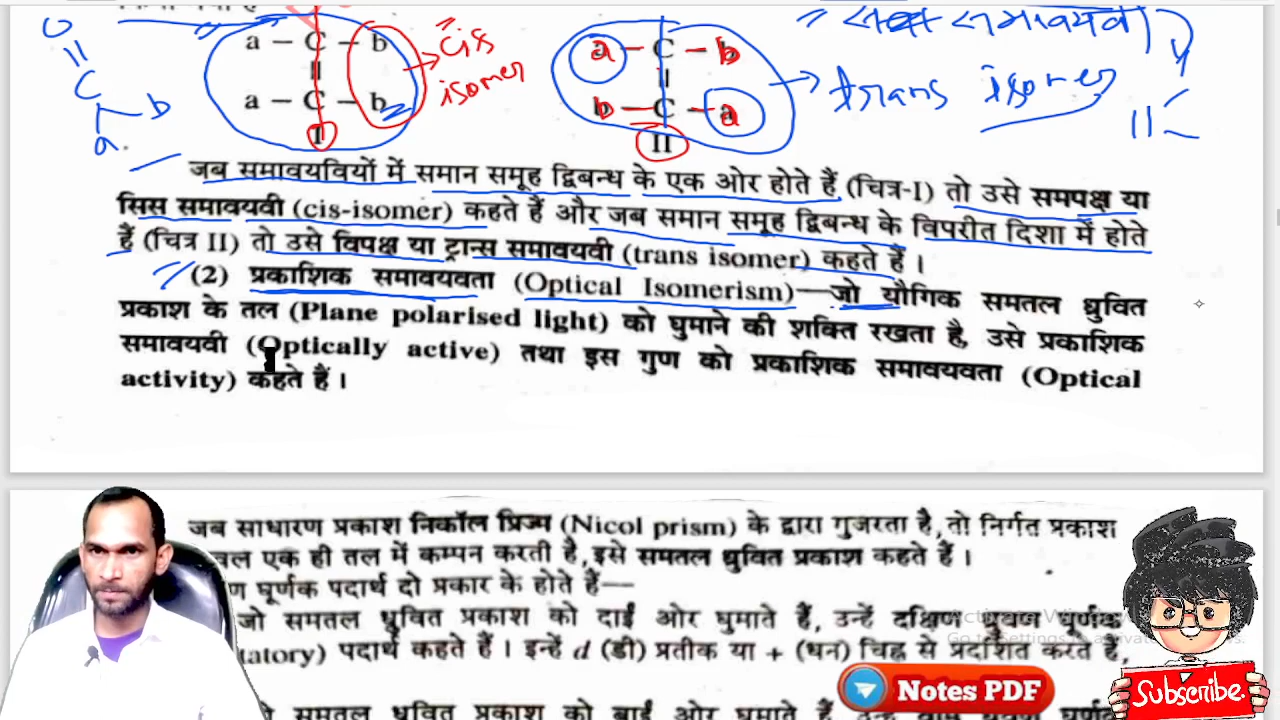 a – C – b
a – C – b
I
cis
isomer
a – C – b
b – C – a
II
trans isomer
O
C
b
a
जब समावयवियों में समान समूह द्विबन्ध के एक ओर होते हैं (चित्र-I) तो उसे समपक्ष या
सिस समावयवी (cis-isomer) कहते हैं और जब समान समूह द्विबन्ध के विपरीत दिशा में होते
हैं (चित्र II) तो उसे विपक्ष या ट्रान्स समावयवी (trans isomer) कहते हैं ।
(2) प्रकाशिक समावयवता (Optical Isomerism)—जो यौगिक समतल ध्रुवित
प्रकाश के तल (Plane polarised light) को घुमाने की शक्ति रखता है, उसे प्रकाशिक
समावयवी (Optically active) तथा इस गुण को प्रकाशिक समावयवता (Optical
activity) कहते हैं ।
जब साधारण प्रकाश निकॉल प्रिज्म (Nicol prism) के द्वारा गुजरता है, तो निर्गत प्रकाश
एक ही तल में कम्पन करती है, इसे समतल ध्रुवित प्रकाश कहते हैं ।
घूर्णक पदार्थ दो प्रकार के होते हैं—
जो समतल ध्रुवित प्रकाश को दाईं ओर घुमाते हैं, उन्हें दक्षिण ध्रुवण घूर्णक
tatory) पदार्थ कहते हैं । इन्हें d (डी) प्रतीक या + (धन) चिह्न से प्रदर्शित करते हैं,
समतल ध्रुवित प्रकाश को बाईं ओर घुमाते हैं
Notes PDF
Subscribe